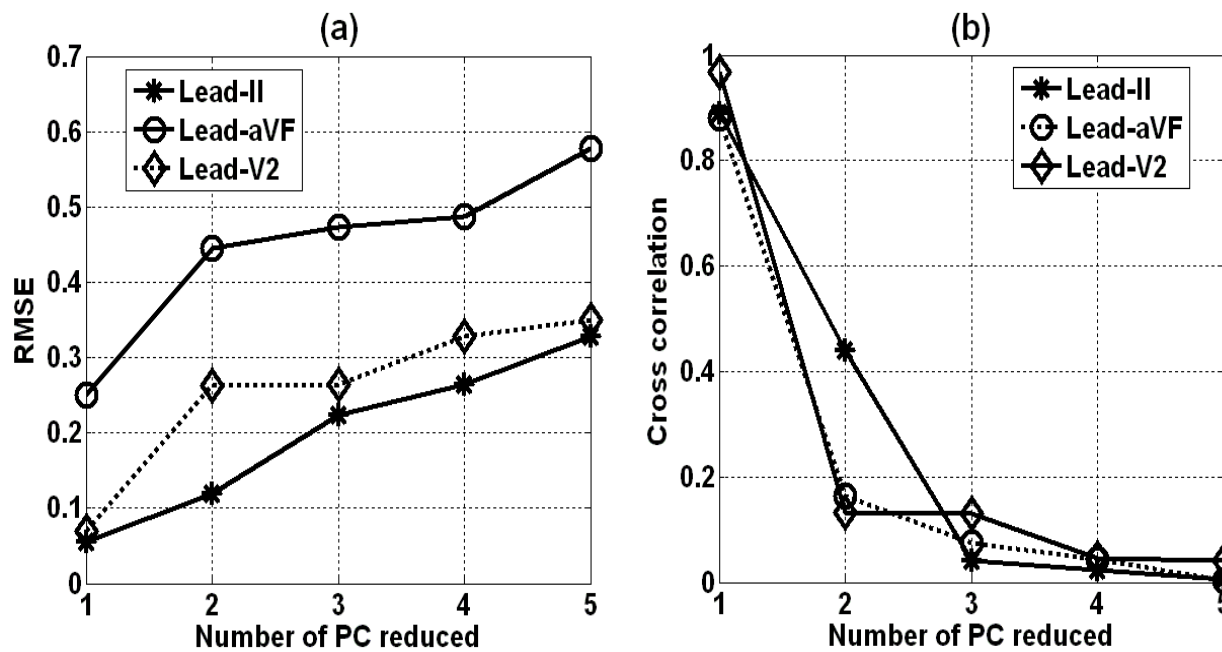 (a)
0.7
0.6
0.5
0.4
0.3
0.2
0.1
0
RMSE
Lead-II
Lead-aVF
Lead-V2
1 2 3 4 5
Number of PC reduced
(b)
1
0.8
0.6
0.4
0.2
0
Cross correlation
Lead-II
Lead-aVF
Lead-V2
1 2 3 4 5
Number of PC reduced